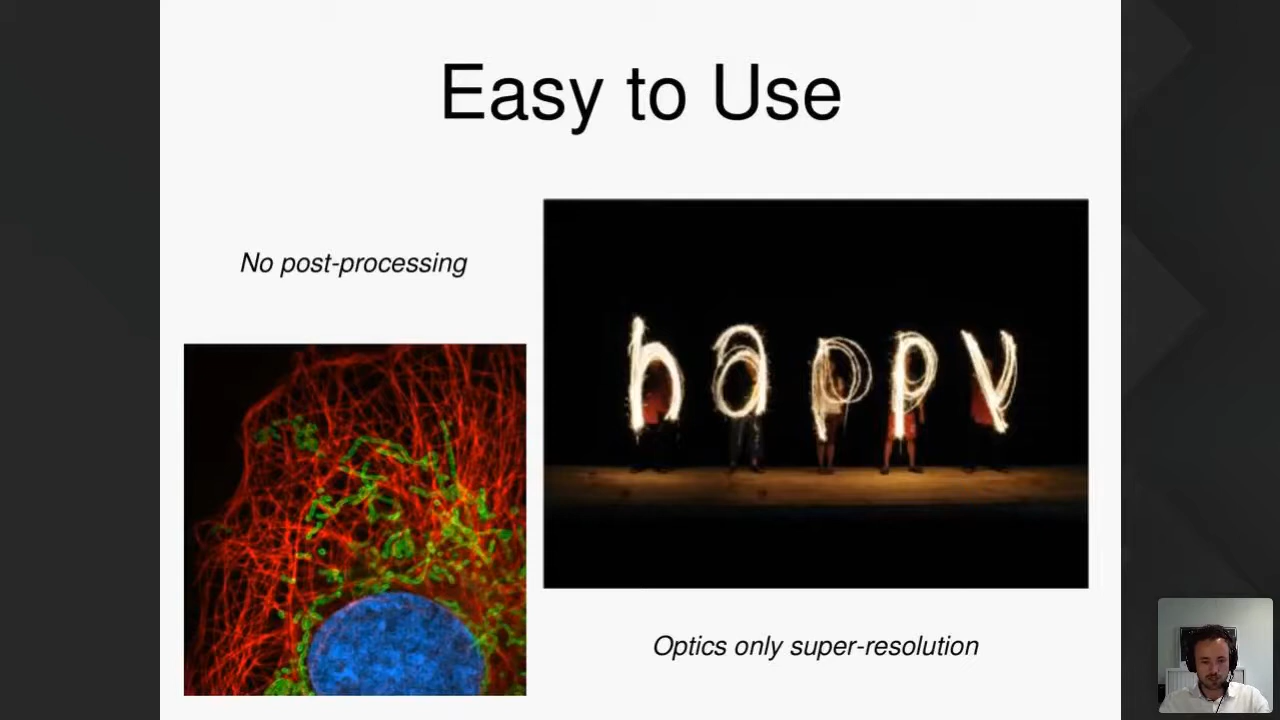 Easy to Use
No post-processing
happy
Optics only super-resolution